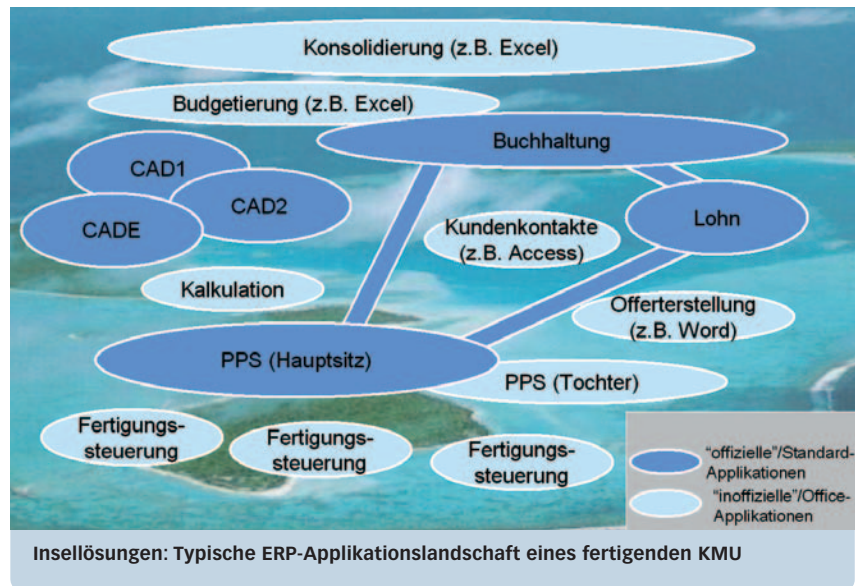 Konsolidierung (z.B. Excel)
Budgetierung (z.B. Excel)
Buchhaltung
CAD1
CAD2
CADE
Lohn
Kundenkontakte
(z.B. Access)
Kalkulation
Offerterstellung
(z.B. Word)
PPS (Hauptsitz)
PPS (Tochter)
Fertigungs-
steuerung
Fertigungs-
steuerung
Fertigungs-
steuerung
"offizielle"/Standard-
Applikationen
"inoffizielle"/Office-
Applikationen
Insellösungen: Typische ERP-Applikationslandschaft eines fertigenden KMU